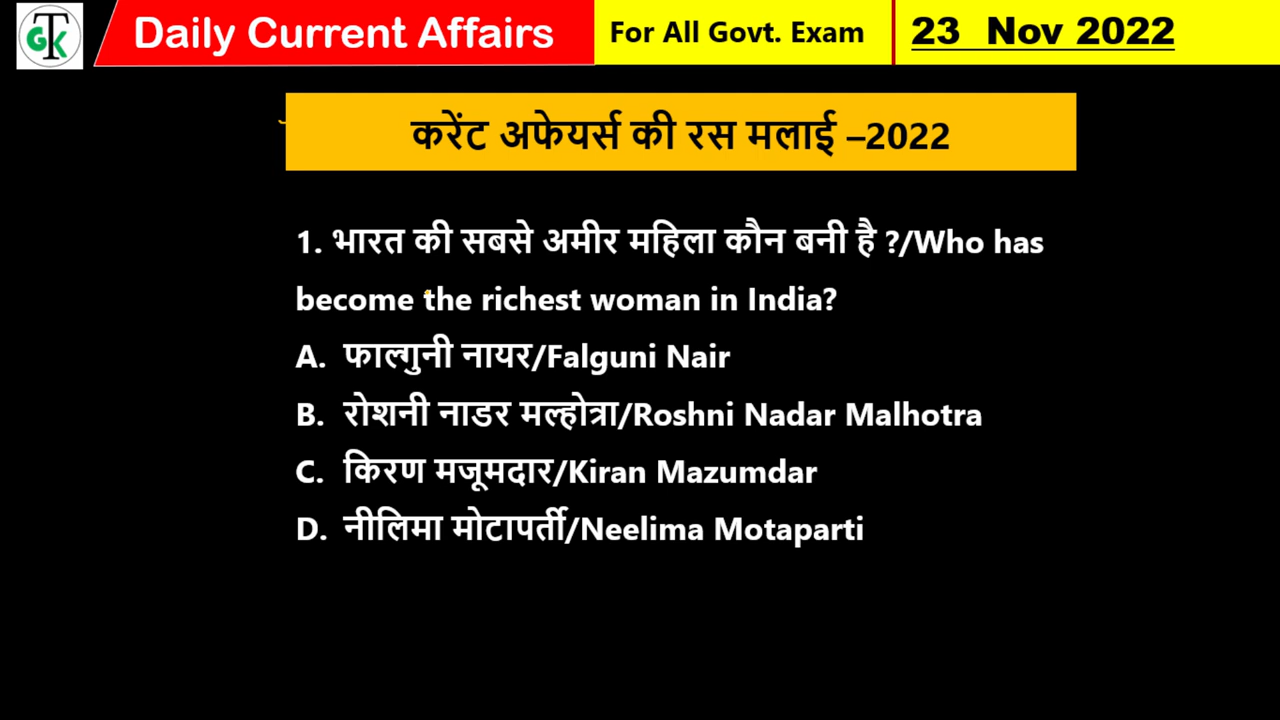 TGK
Daily Current Affairs
For All Govt. Exam
23 Nov 2022
करेंट अफेयर्स की रस मलाई –2022
1. भारत की सबसे अमीर महिला कौन बनी है ?/Who has
become the richest woman in India?
A. फाल्गुनी नायर/Falguni Nair
B. रोशनी नाडर मल्होत्रा/Roshni Nadar Malhotra
C. किरण मजूमदार/Kiran Mazumdar
D. नीलिमा मोटापर्ती/Neelima Motaparti